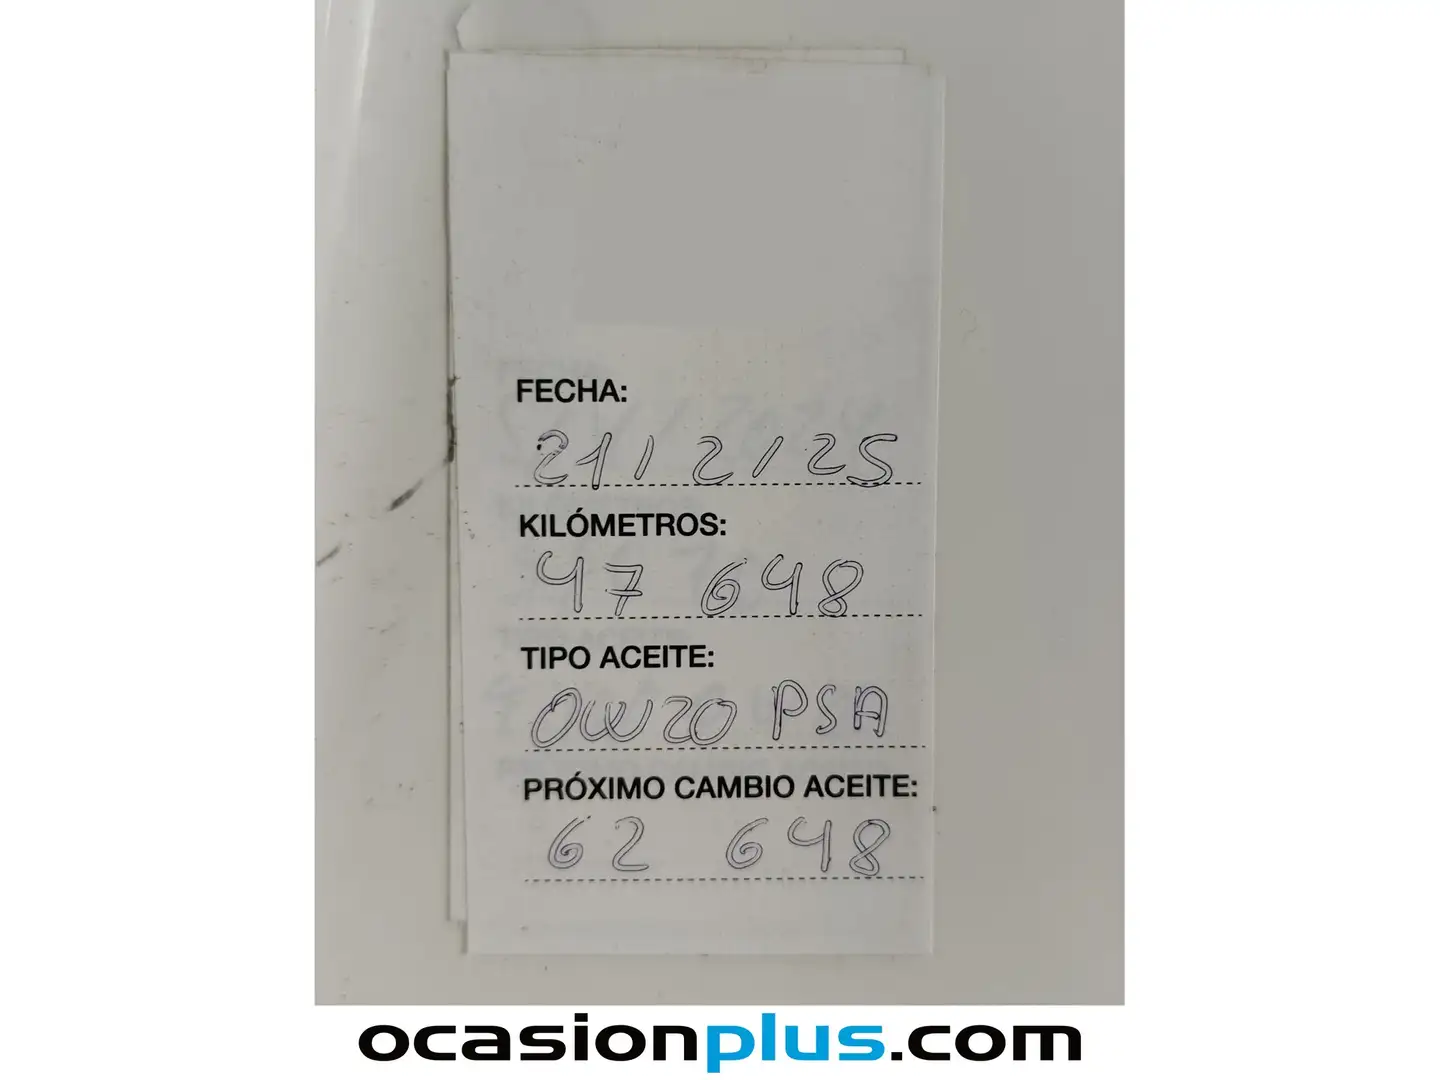 FECHA:
21/2/25
KILÓMETROS:
47 648
TIPO ACEITE:
0W20 PSA
PRÓXIMO CAMBIO ACEITE:
62 648
ocasionplus.com